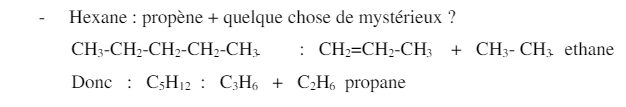 - Hexane : propène + quelque chose de mystérieux ?
CH₃-CH₂-CH₂-CH₂-CH₃ : CH₂=CH₂-CH₃ + CH₃- CH₃ ethane
Donc : C₅H₁₂ : C₃H₆ + C₂H₆ propane